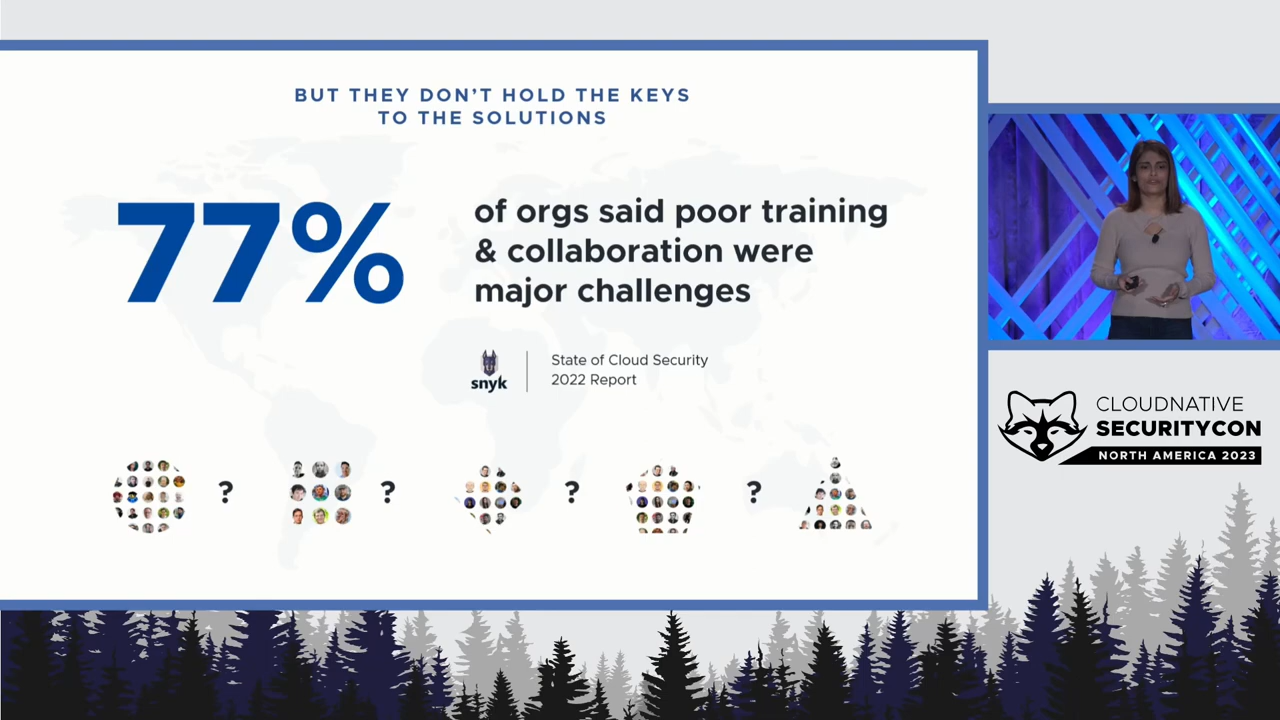 BUT THEY DON'T HOLD THE KEYS
TO THE SOLUTIONS
77%
of orgs said poor training
& collaboration were
major challenges
snyk
State of Cloud Security
2022 Report
? ? ? ?
CLOUDNATIVE
SECURITYCON
NORTH AMERICA 2023